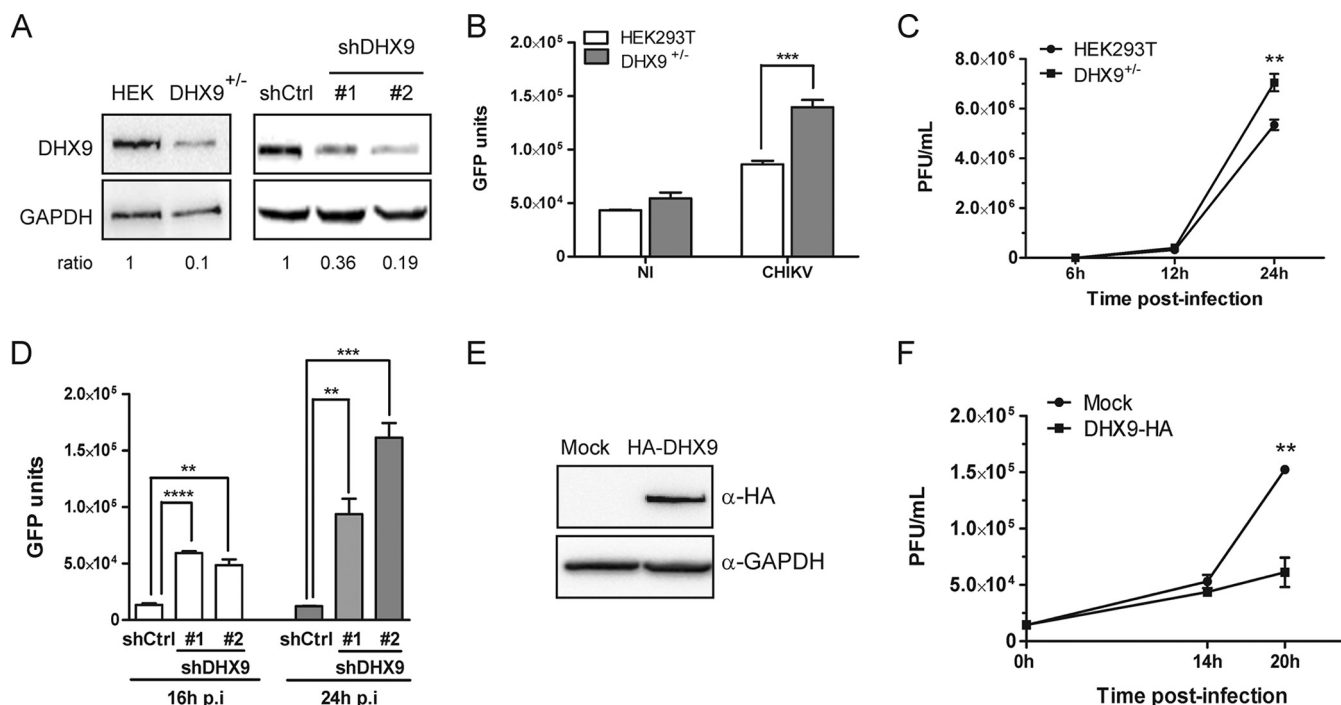 A
shDHX9
HEK DHX9+/- shCtrl #1 #2
DHX9
GAPDH
ratio 1 0.1 1 0.36 0.19
B
HEK293T
DHX9 +/-
***
GFP units
2.0×10⁵
1.5×10⁵
1.0×10⁵
5.0×10⁴
0
NI CHIKV
C
HEK293T
DHX9+/-
**
PFU/mL
8.0×10⁶
6.0×10⁶
4.0×10⁶
2.0×10⁶
0
6h 12h 24h
Time post-infection
D
***
**
**
****
GFP units
2.0×10⁵
1.5×10⁵
1.0×10⁵
5.0×10⁴
0
shCtrl #1 #2 shCtrl #1 #2
shDHX9 shDHX9
16h p.i 24h p.i
E
Mock HA-DHX9
α-HA
α-GAPDH
F
Mock
DHX9-HA
**
PFU/mL
2.0×10⁵
1.5×10⁵
1.0×10⁵
5.0×10⁴
0
0h 14h 20h
Time post-infection